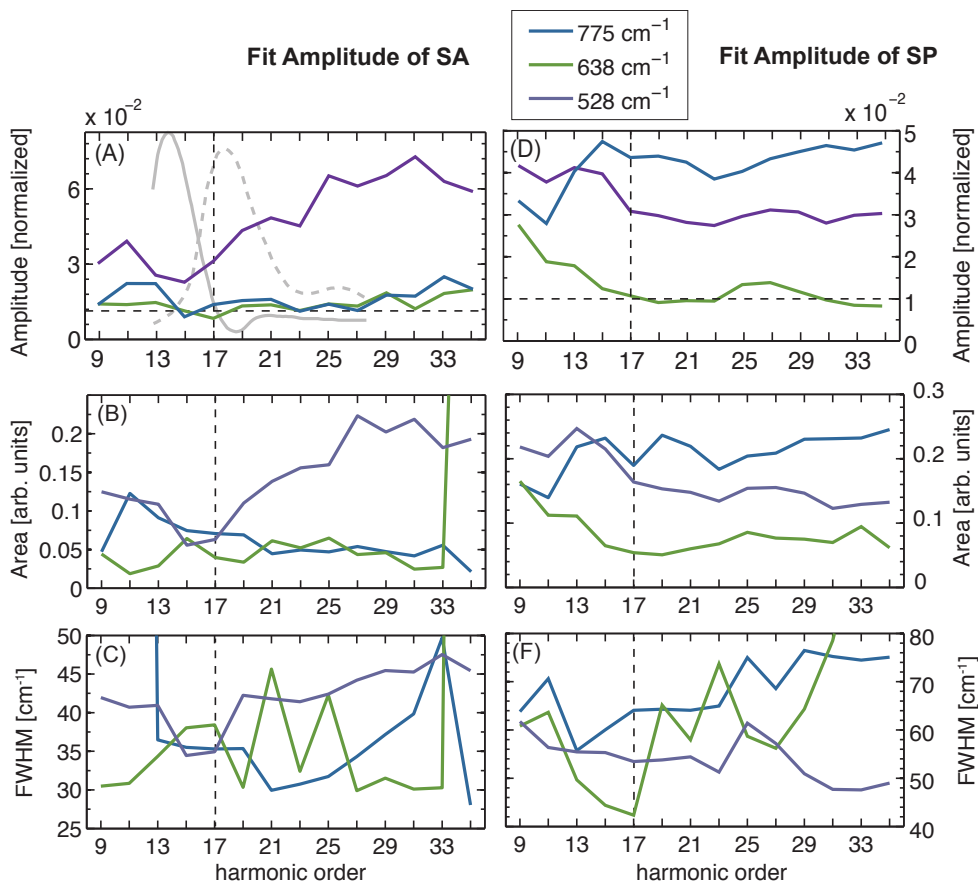 Fit Amplitude of SA
775 cm⁻¹
638 cm⁻¹
528 cm⁻¹
Fit Amplitude of SP
x 10⁻²
(A)
Amplitude [normalized]
6
3
0
9 13 17 21 25 29 33
x 10⁻²
(D)
5
4
3
2
1
0
Amplitude [normalized]
9 13 17 21 25 29 33
(B)
Area [arb. units]
0.2
0.15
0.1
0.05
0
9 13 17 21 25 29 33
0.3
0.2
0.1
0
Area [arb. units]
9 13 17 21 25 29 33
(C)
FWHM [cm⁻¹]
50
45
40
35
30
25
9 13 17 21 25 29 33
harmonic order
(F)
80
70
60
50
40
FWHM [cm⁻¹]
9 13 17 21 25 29 33
harmonic order